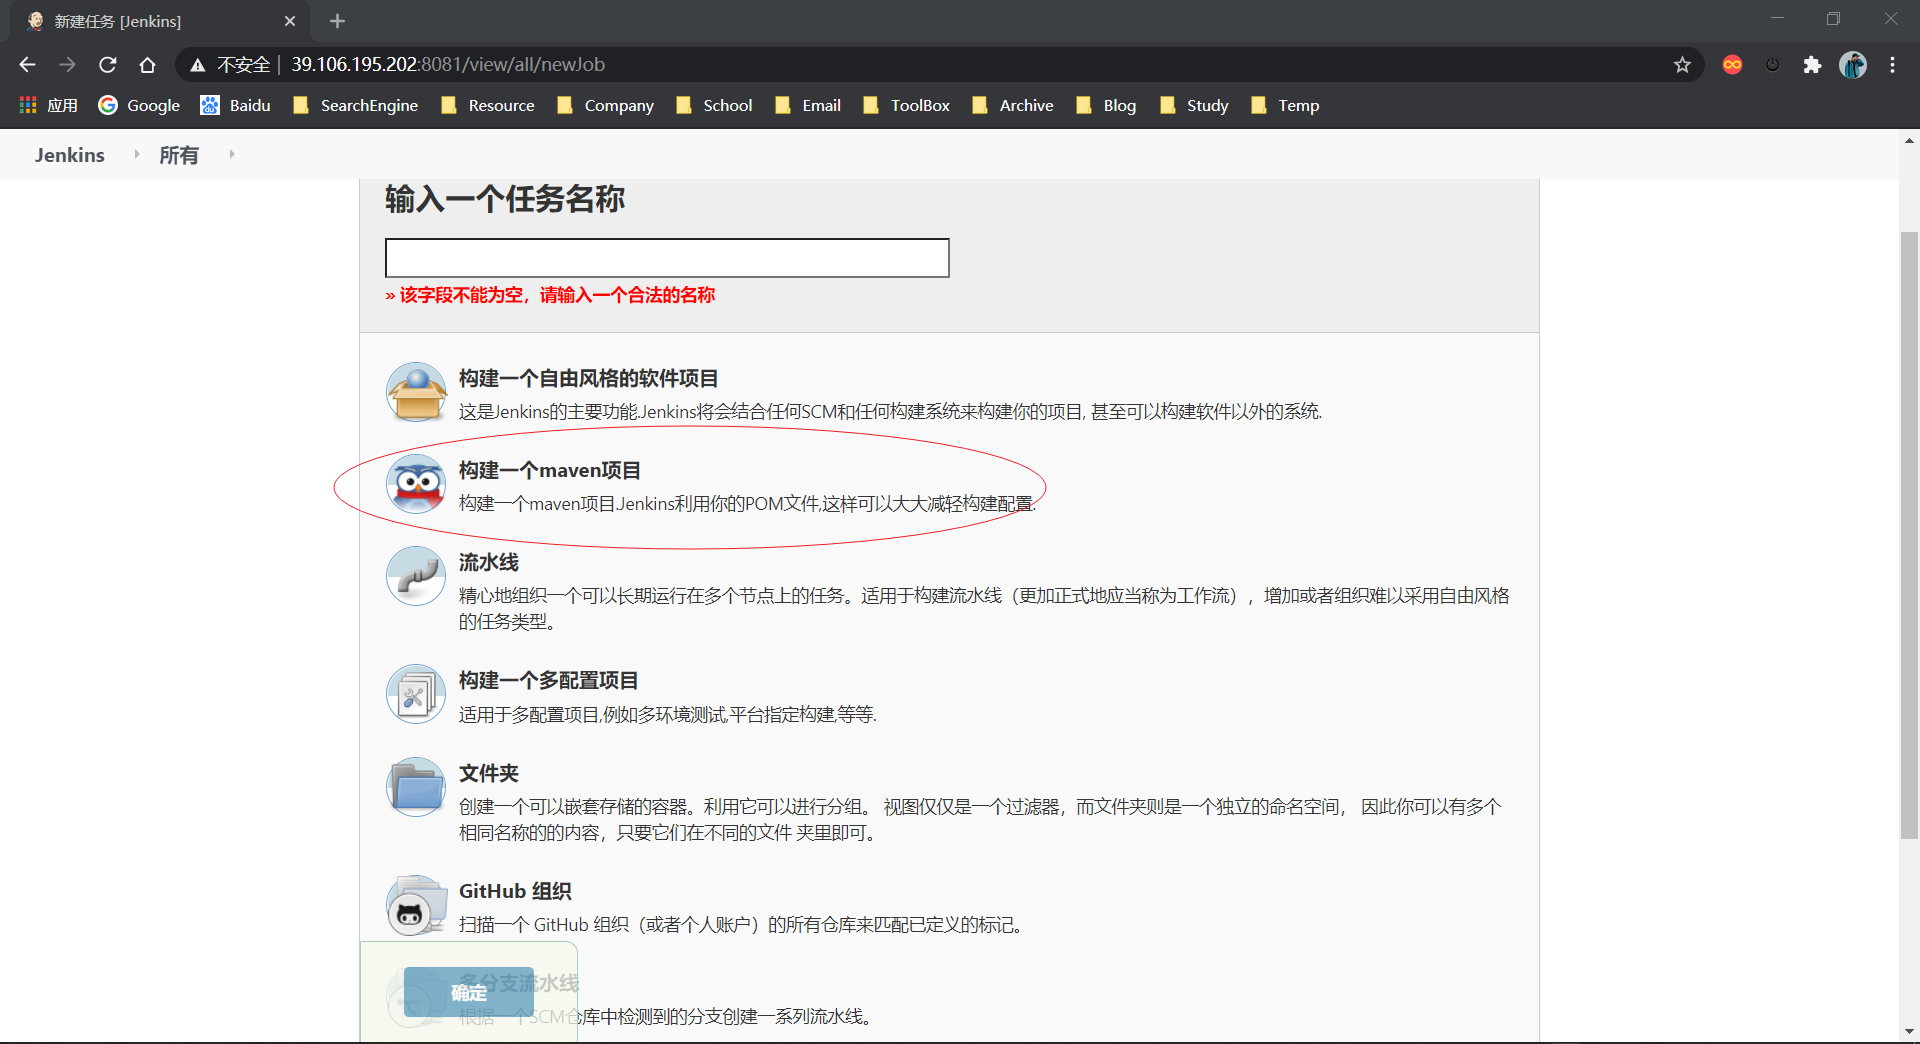 新建任务 [Jenkins]
不安全 39.106.195.202:8081/view/all/newJob
应用 Google Baidu SearchEngine Resource Company School Email ToolBox Archive Blog Study Temp
Jenkins 所有
输入一个任务名称
» 该字段不能为空，请输入一个合法的名称
构建一个自由风格的软件项目
这是Jenkins的主要功能.Jenkins将会结合任何SCM和任何构建系统来构建你的项目, 甚至可以构建软件以外的系统.
构建一个maven项目
构建一个maven项目.Jenkins利用你的POM文件,这样可以大大减轻构建配置.
流水线
精心地组织一个可以长期运行在多个节点上的任务。适用于构建流水线（更加正式地应当称为工作流），增加或者组织难以采用自由风格
的任务类型。
构建一个多配置项目
适用于多配置项目,例如多环境测试,平台指定构建,等等.
文件夹
创建一个可以嵌套存储的容器。利用它可以进行分组。 视图仅仅是一个过滤器，而文件夹则是一个独立的命名空间， 因此你可以有多个
相同名称的的内容，只要它们在不同的文件 夹里即可。
GitHub 组织
扫描一个 GitHub 组织（或者个人账户）的所有仓库来匹配已定义的标记。
多分支流水线
确定
根据一个SCM仓库中检测到的分支创建一系列流水线。